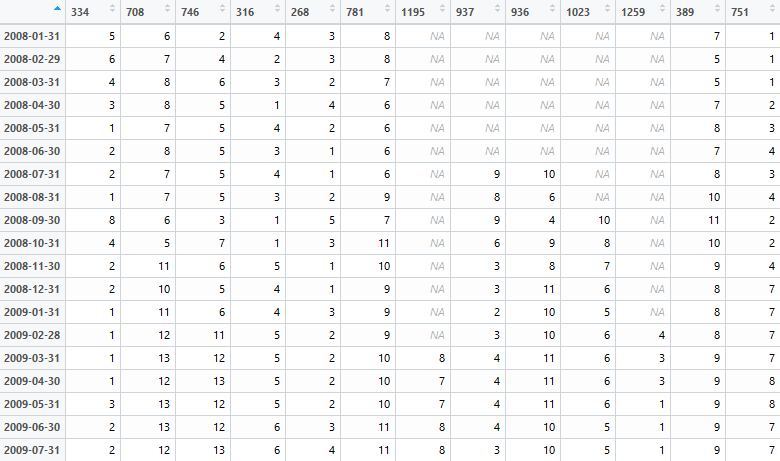 334 708 746 316 268 781 1195 937 936 1023 1259 389 751
2008-01-31 5 6 2 4 3 8 NA NA NA NA NA 7 1
2008-02-29 6 7 4 2 3 8 NA NA NA NA NA 5 1
2008-03-31 4 8 6 3 2 7 NA NA NA NA NA 5 1
2008-04-30 3 8 5 1 4 6 NA NA NA NA NA 7 2
2008-05-31 1 7 5 4 2 6 NA NA NA NA NA 8 3
2008-06-30 2 8 5 3 1 6 NA NA NA NA NA 7 4
2008-07-31 2 7 5 4 1 6 NA 9 10 NA NA 8 3
2008-08-31 1 7 5 3 2 9 NA 8 6 NA NA 10 4
2008-09-30 8 6 3 1 5 7 NA 9 4 10 NA 11 2
2008-10-31 4 5 7 1 3 11 NA 6 9 8 NA 10 2
2008-11-30 2 11 6 5 1 10 NA 3 8 7 NA 9 4
2008-12-31 2 10 5 4 1 9 NA 3 11 6 NA 8 7
2009-01-31 1 11 6 4 3 9 NA 2 10 5 NA 8 7
2009-02-28 1 12 11 5 2 9 NA 3 10 6 4 8 7
2009-03-31 1 13 12 5 2 10 8 4 11 6 3 9 7
2009-04-30 1 12 13 5 2 10 7 4 11 6 3 9 8
2009-05-31 3 13 12 5 2 10 7 4 11 6 1 9 8
2009-06-30 2 13 12 6 3 11 8 4 10 5 1 9 7
2009-07-31 2 12 13 6 4 11 8 3 10 5 1 9 7